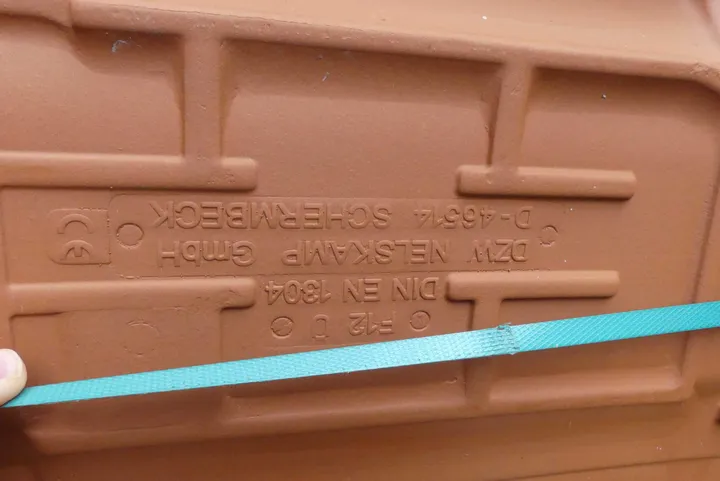 DZW NELSKAMP GmbH
D-46514 SCHERMBECK
CE
DIN EN 1304
F12